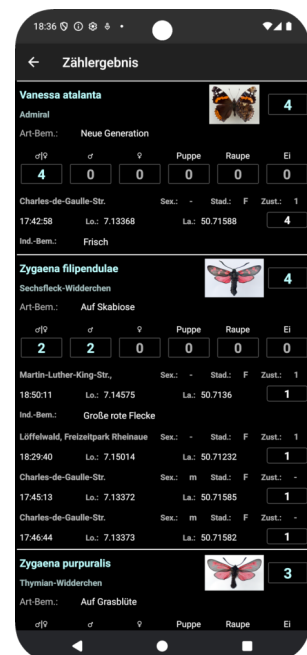 18:36
Zählergebnis
Vanessa atalanta
4
Admiral
Art-Bem.: Neue Generation
♂|♀ ♂ ♀ Puppe Raupe Ei
4 0 0 0 0 0
Charles-de-Gaulle-Str. Sex.: - Stad.: F Zust.: 1
17:42:58 Lo.: 7.13368 La.: 50.71588 4
Ind.-Bem.: Frisch
Zygaena filipendulae
4
Sechsfleck-Widderchen
Art-Bem.: Auf Skabiose
♂|♀ ♂ ♀ Puppe Raupe Ei
2 2 0 0 0 0
Martin-Luther-King-Str., Sex.: - Stad.: F Zust.: 1
18:50:11 Lo.: 7.14575 La.: 50.7136 1
Ind.-Bem.: Große rote Flecke
Löffelwald, Freizeitpark Rheinaue Sex.: - Stad.: F Zust.: 1
18:29:40 Lo.: 7.15014 La.: 50.71232 1
Charles-de-Gaulle-Str. Sex.: m Stad.: F Zust.: -
17:45:13 Lo.: 7.13372 La.: 50.71585 1
Charles-de-Gaulle-Str. Sex.: m Stad.: F Zust.: -
17:46:44 Lo.: 7.13373 La.: 50.71582 1
Zygaena purpuralis
3
Thymian-Widderchen
Art-Bem.: Auf Grasblüte
♂|♀ ♂ ♀ Puppe Raupe Ei